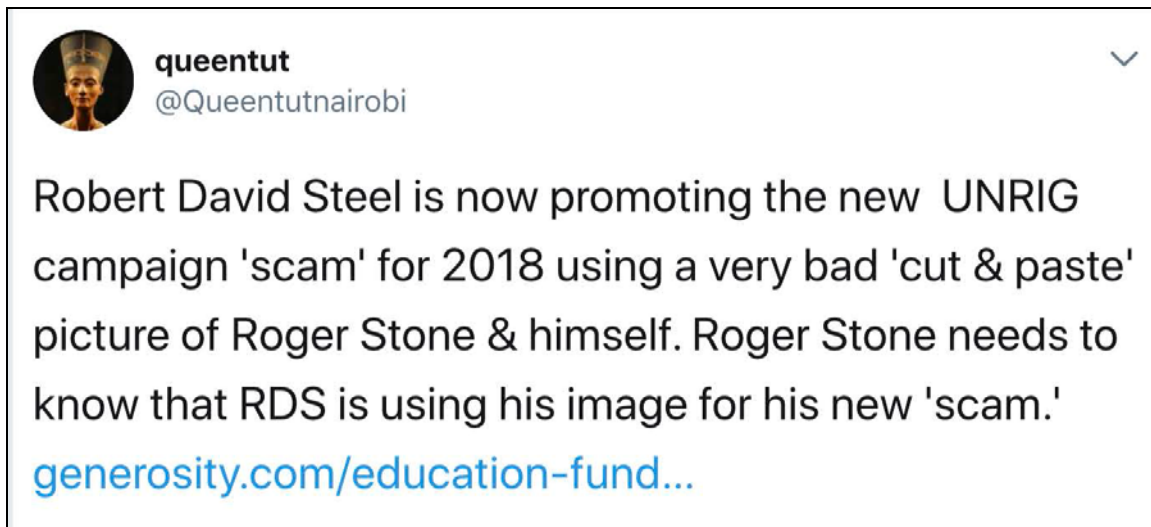 queentut
@Queentutnairobi
Robert David Steel is now promoting the new  UNRIG
campaign 'scam' for 2018 using a very bad 'cut & paste'
picture of Roger Stone & himself. Roger Stone needs to
know that RDS is using his image for his new 'scam.'
generosity.com/education-fund...